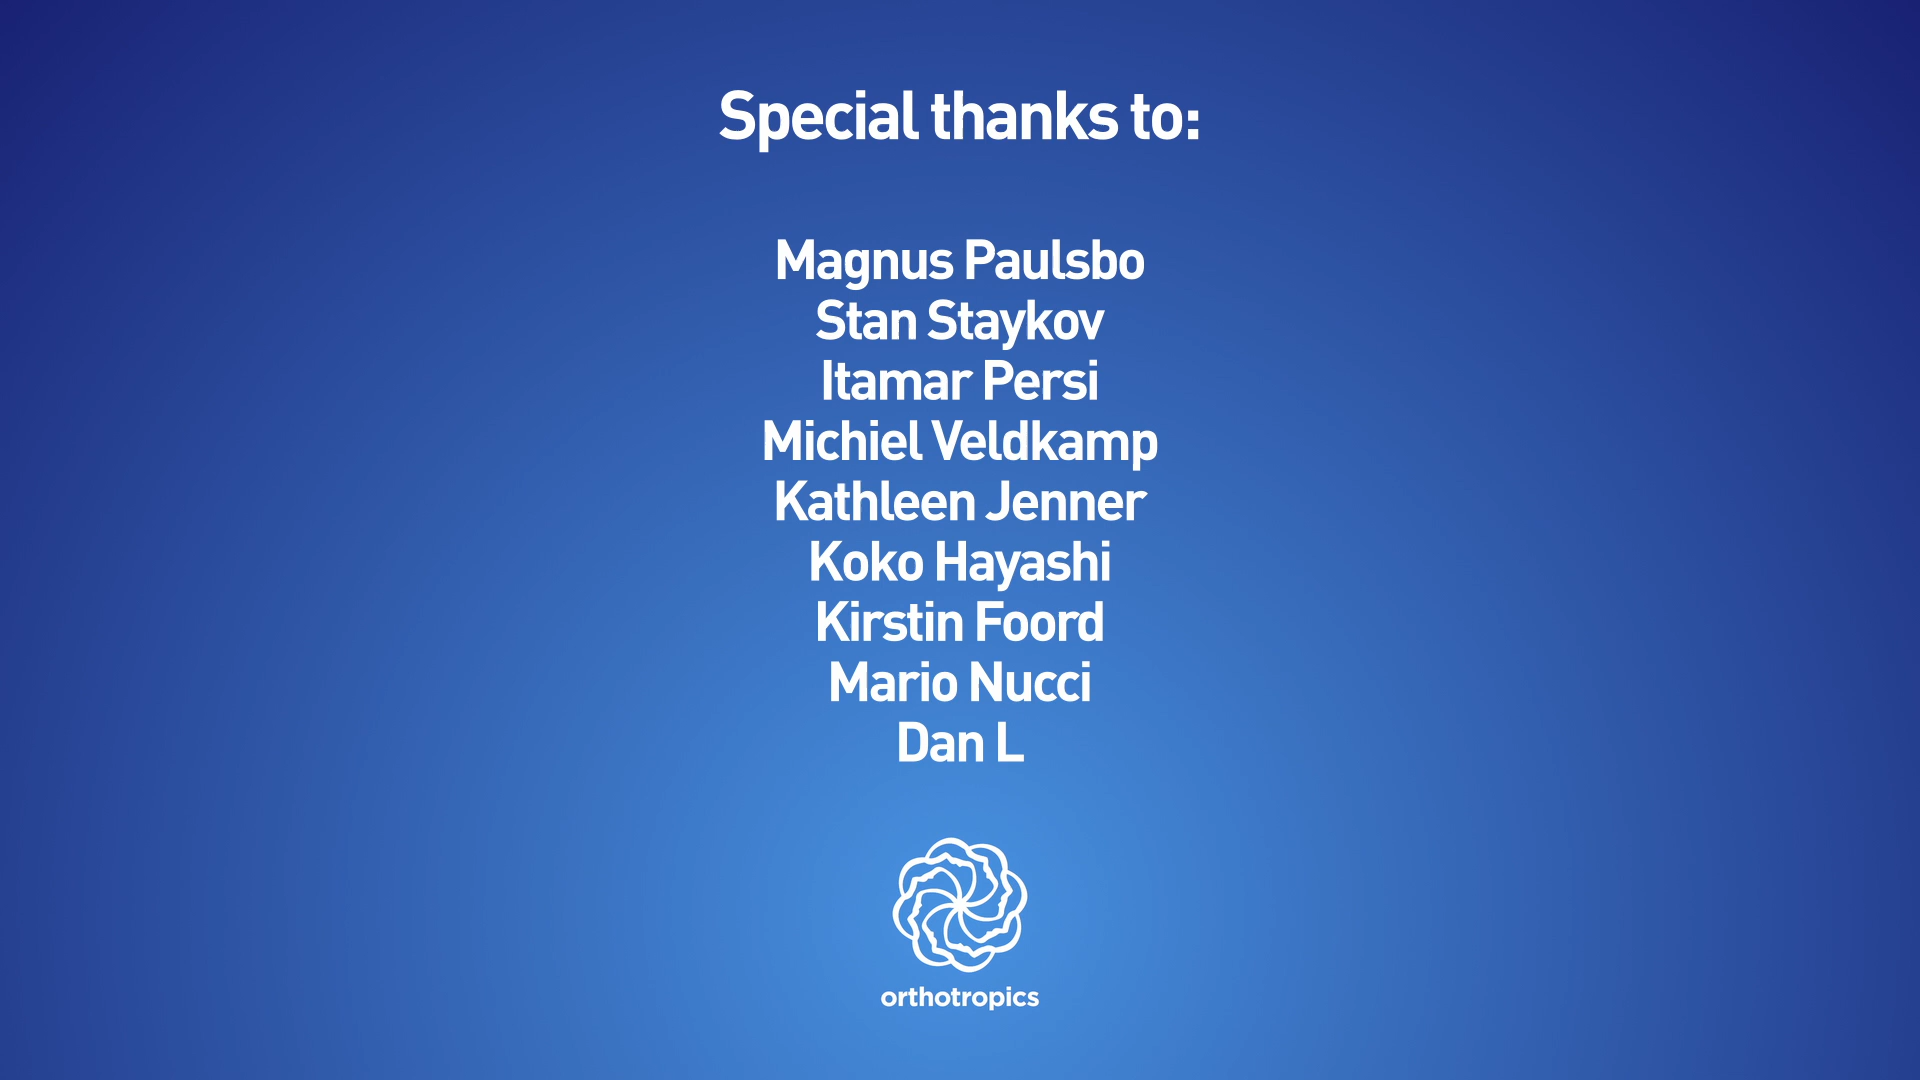 Special thanks to:
Magnus Paulsbo
Stan Staykov
Itamar Persi
Michiel Veldkamp
Kathleen Jenner
Koko Hayashi
Kirstin Foord
Mario Nucci
Dan L
orthotropics